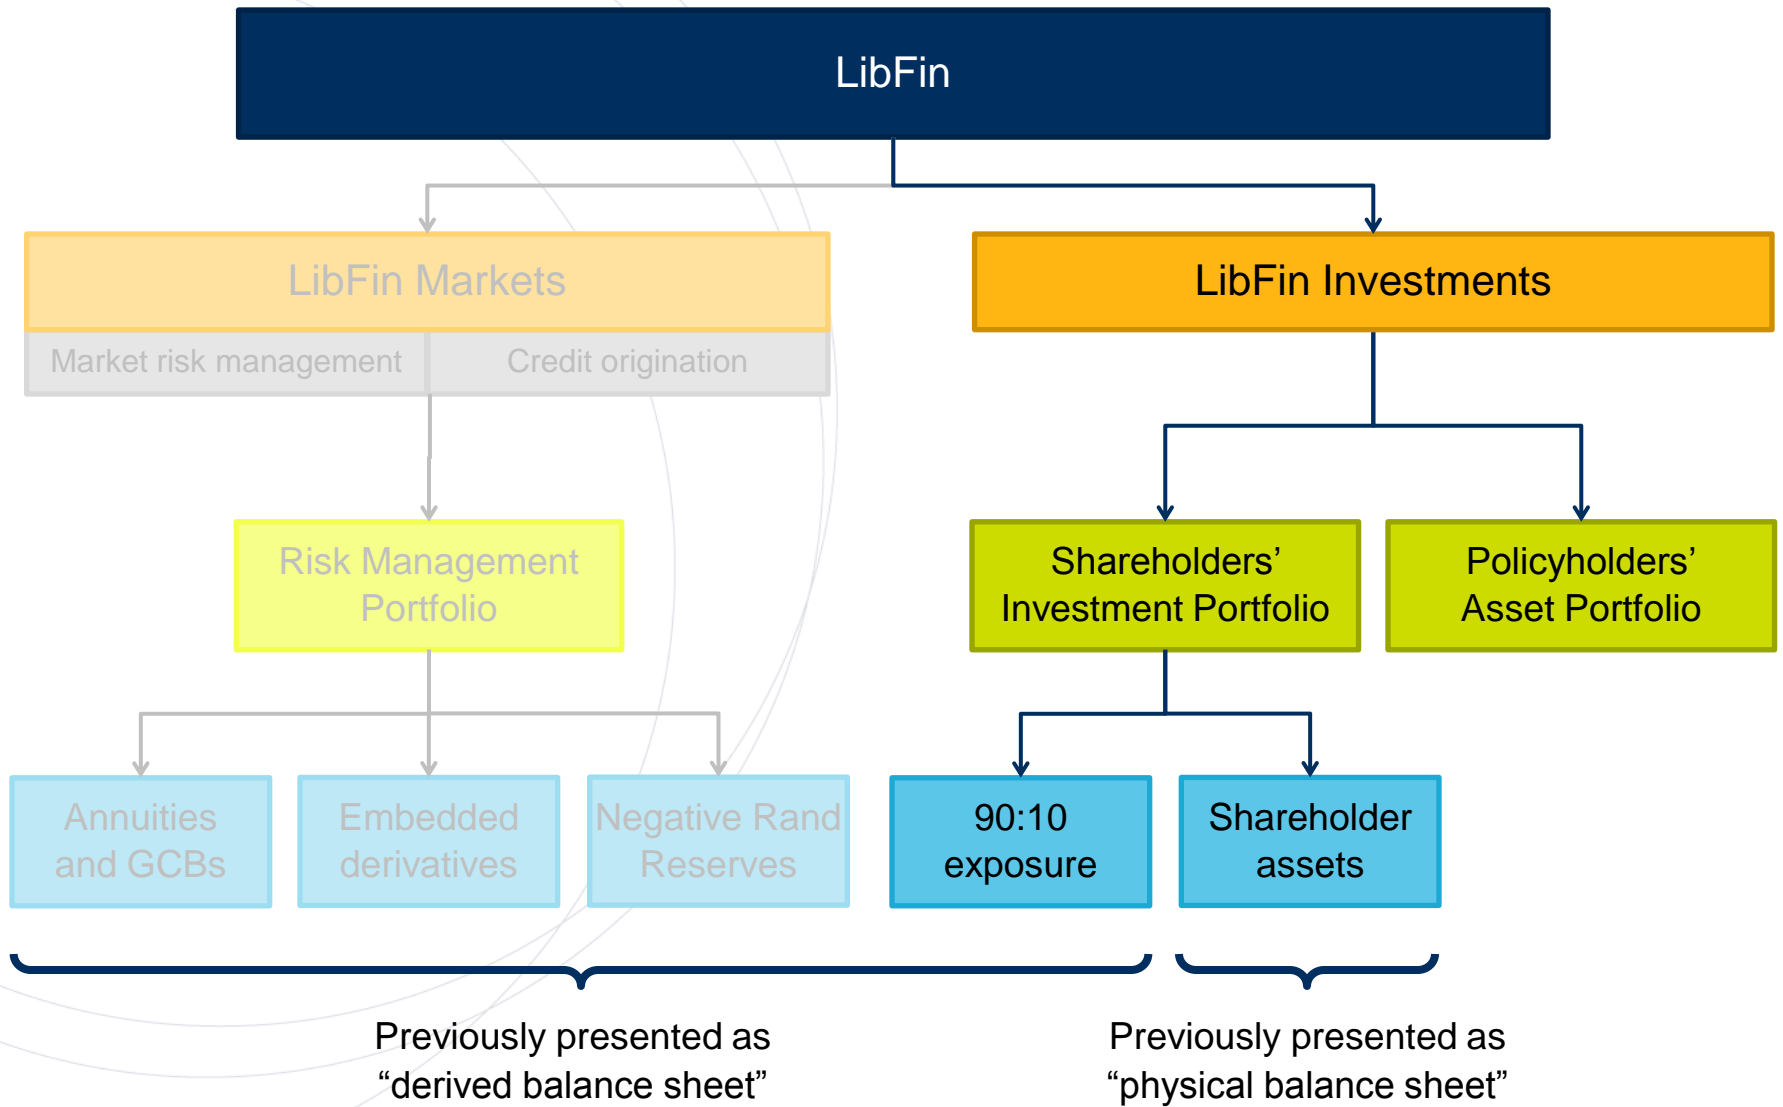 LibFin
LibFin Markets
LibFin Investments
Market risk management
Credit origination
Risk Management
Portfolio
Shareholders’
Investment Portfolio
Policyholders’
Asset Portfolio
Annuities
and GCBs
Embedded
derivatives
Negative Rand
Reserves
90:10
exposure
Shareholder
assets
Previously presented as
“derived balance sheet”
Previously presented as
“physical balance sheet”